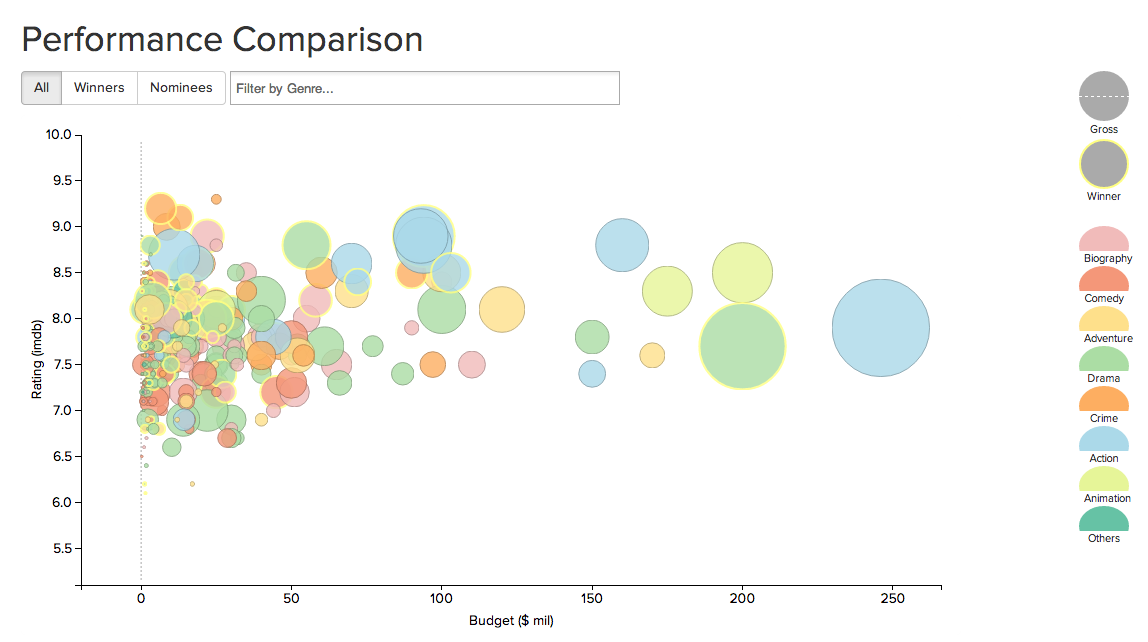 Performance Comparison
All Winners Nominees Filter by Genre...
Gross
Winner
Biography
Comedy
Adventure
Drama
Crime
Action
Animation
Others
10.0
9.5
9.0
8.5
8.0
7.5
7.0
6.5
6.0
5.5
Rating (imdb)
0 50 100 150 200 250
Budget ($ mil)